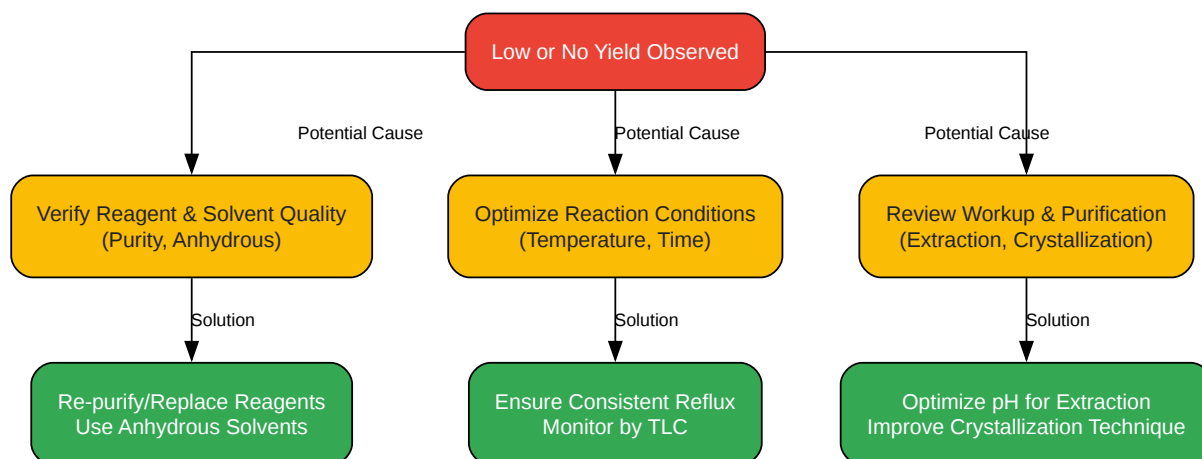 Low or No Yield Observed
Potential Cause
Potential Cause
Potential Cause
Verify Reagent & Solvent Quality
(Purity, Anhydrous)
Optimize Reaction Conditions
(Temperature, Time)
Review Workup & Purification
(Extraction, Crystallization)
Solution
Solution
Solution
Re-purify/Replace Reagents
Use Anhydrous Solvents
Ensure Consistent Reflux
Monitor by TLC
Optimize pH for Extraction
Improve Crystallization Technique